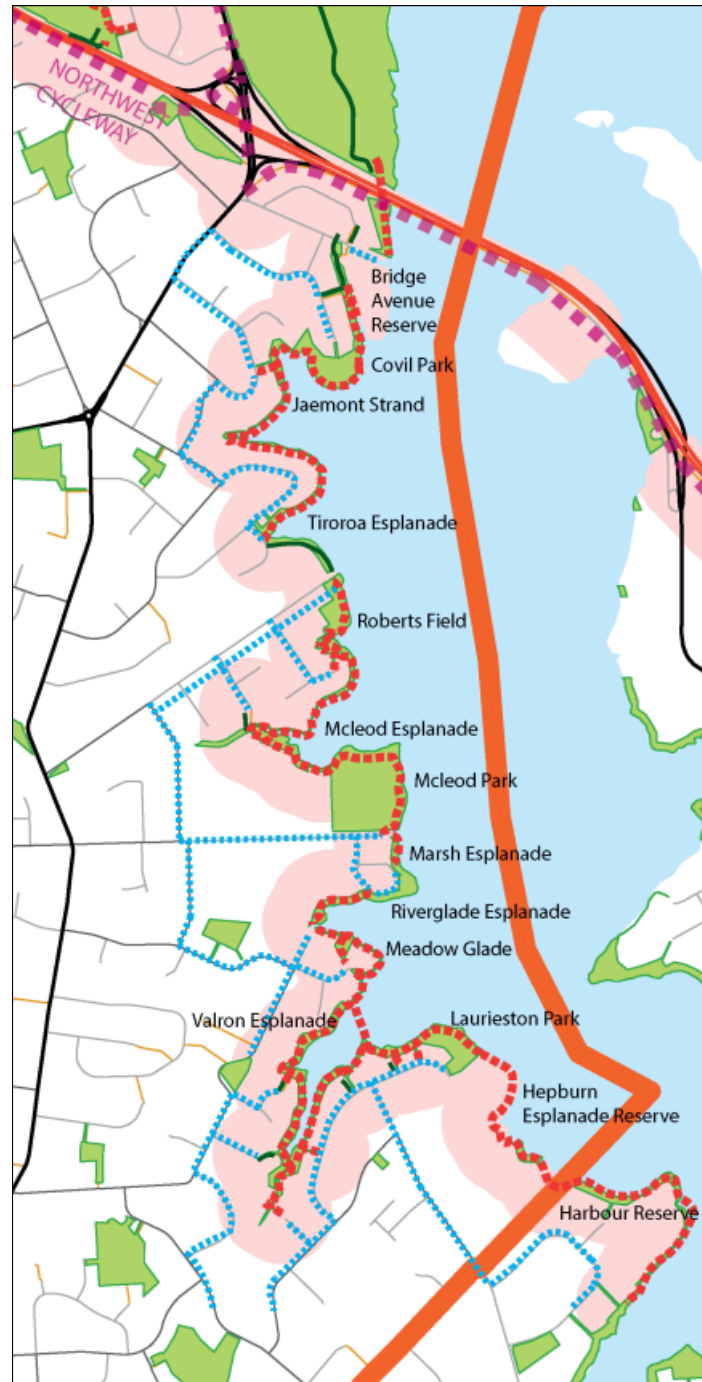 NORTHWEST
CYCLEWAY
Bridge
Avenue
Reserve
Covil Park
Jaemont Strand
Tiroroa Esplanade
Roberts Field
Mcleod Esplanade
Mcleod Park
Marsh Esplanade
Riverglade Esplanade
Meadow Glade
Valron Esplanade
Laurieston Park
Hepburn
Esplanade Reserve
Harbour Reserve